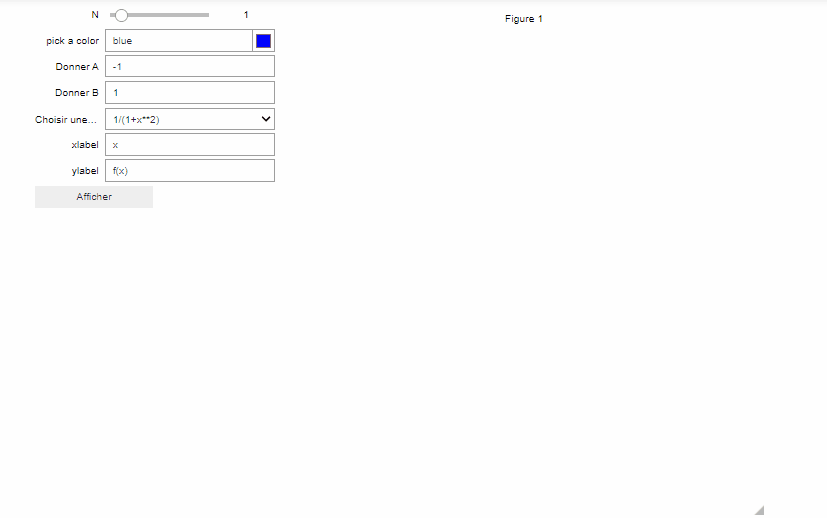 N 1
Figure 1
pick a color blue
Donner A -1
Donner B 1
Choisir une... 1/(1+x**2)
xlabel x
ylabel f(x)
Afficher